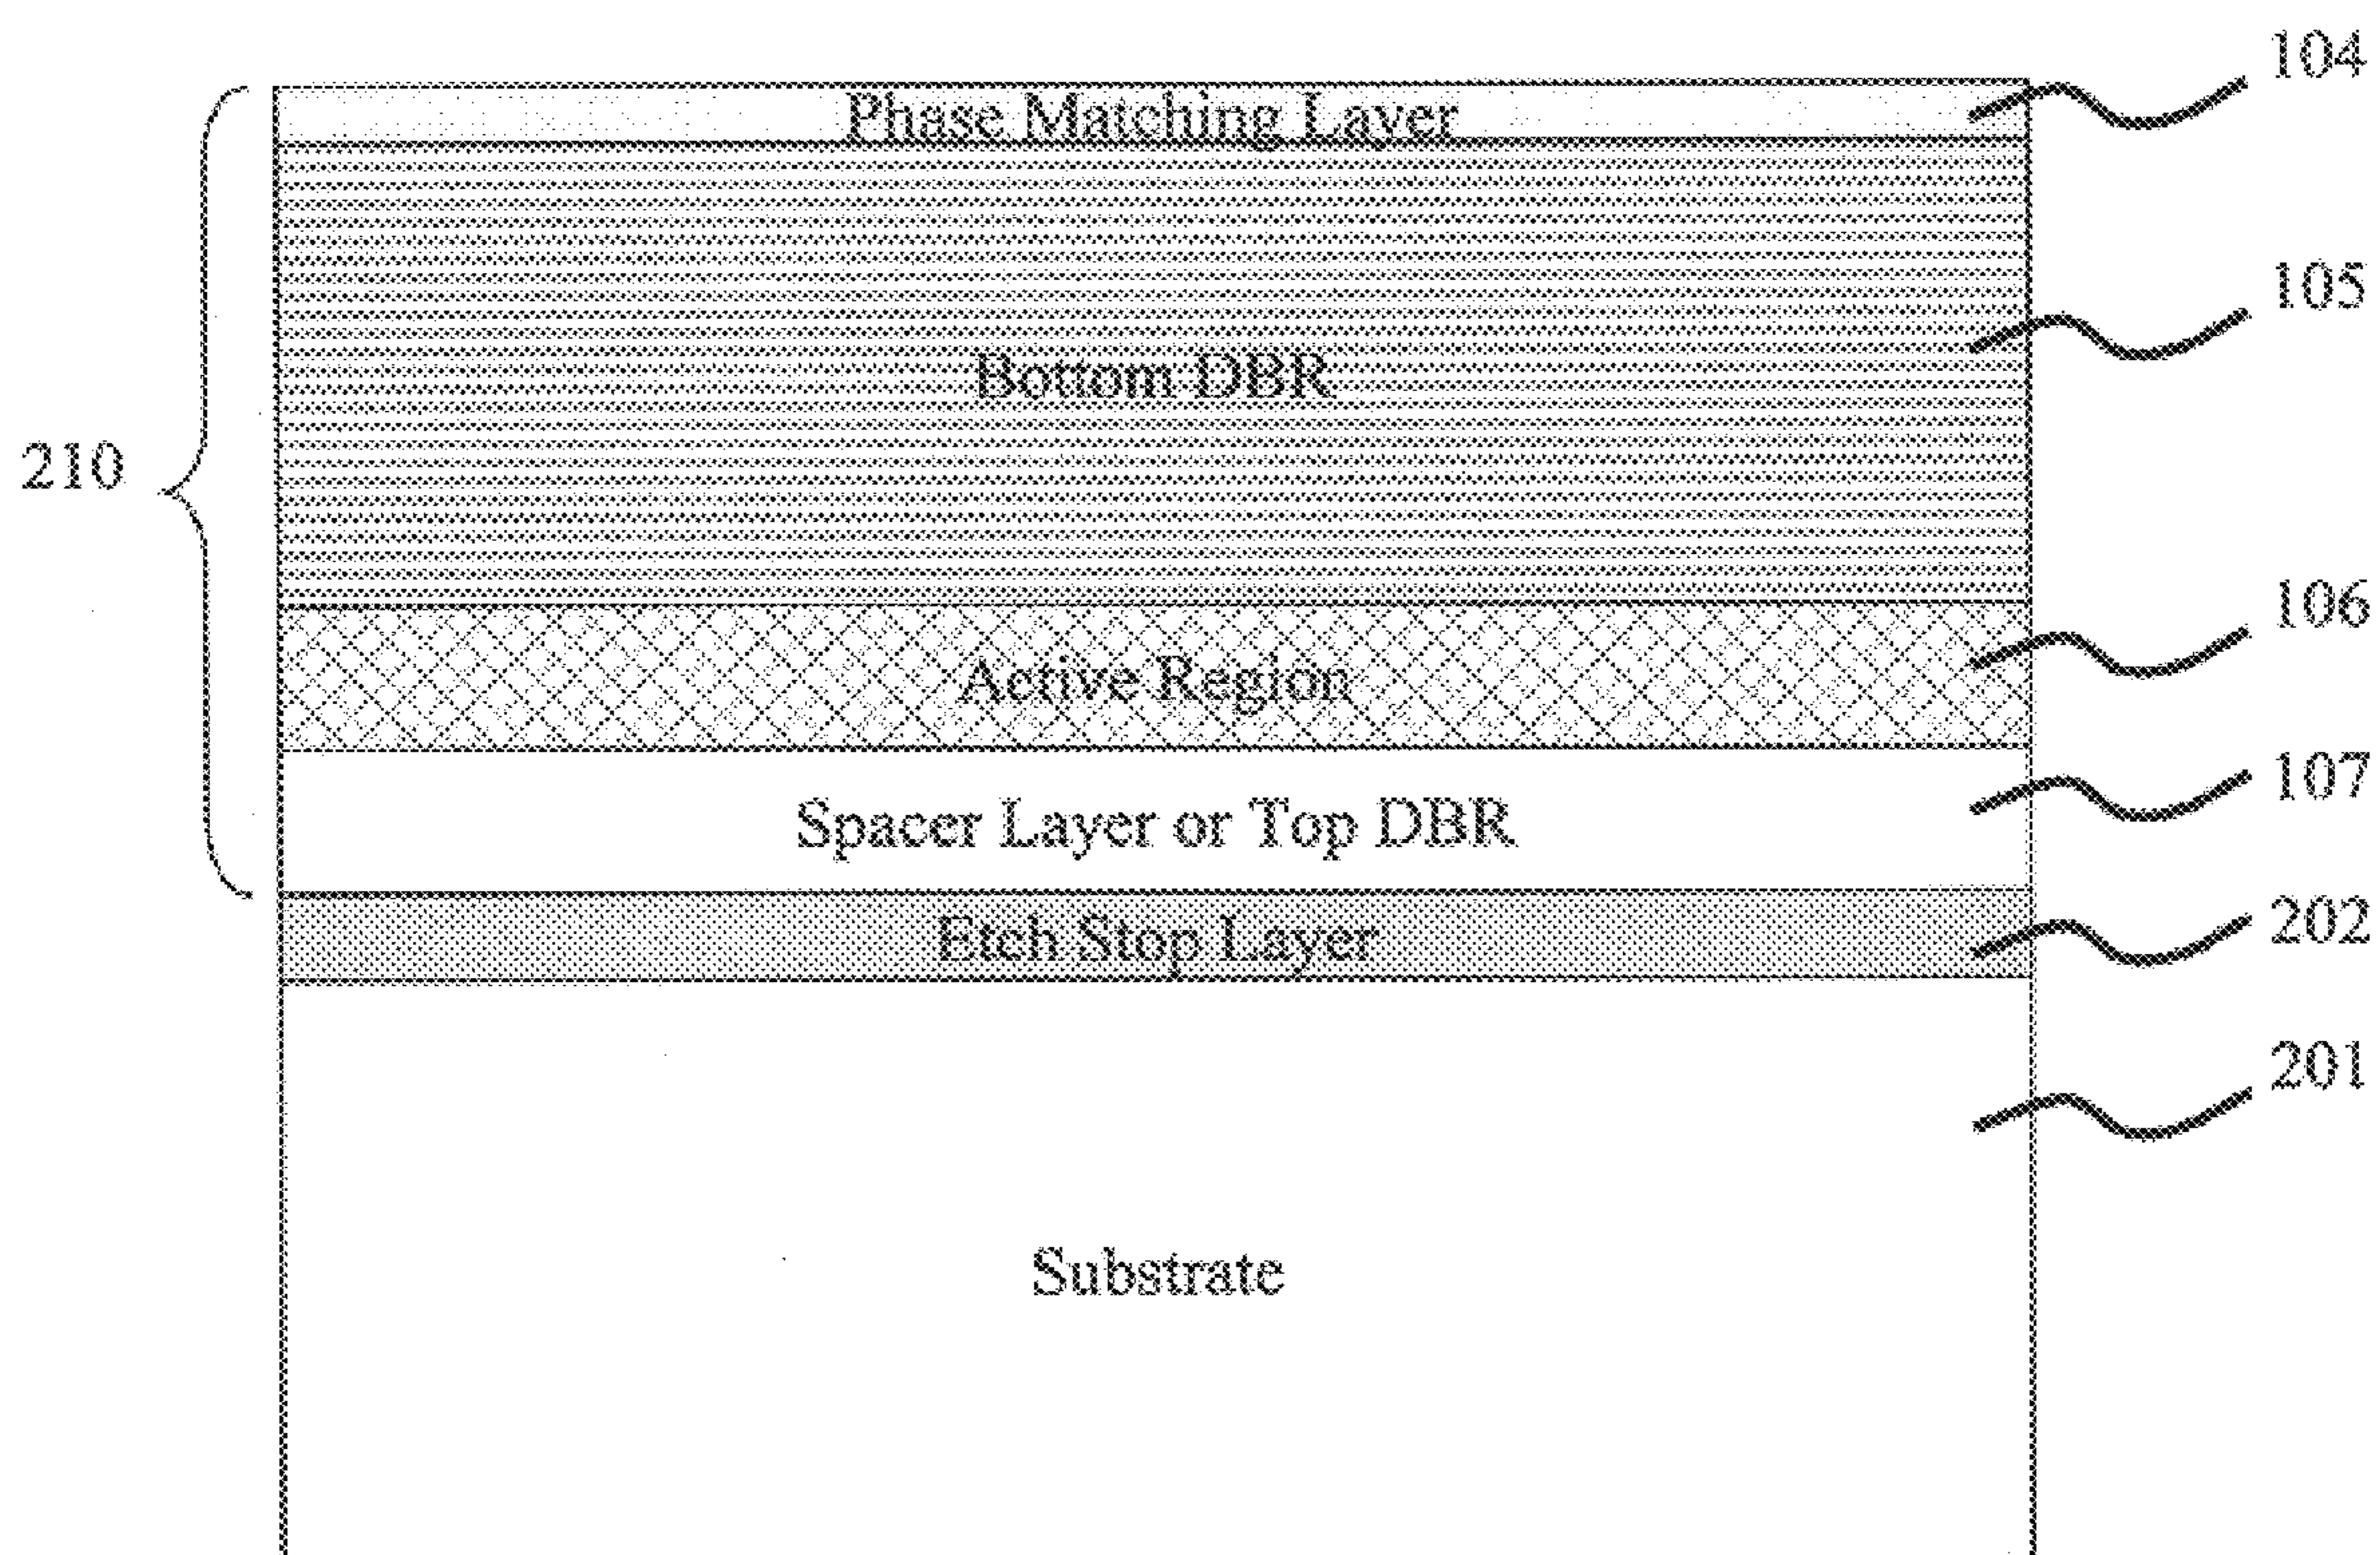 104
Phase Matching Layer
105
Bottom DBR
210
106
Active Region
107
Spacer Layer or Top DBR
202
Etch Stop Layer
201
Substrate